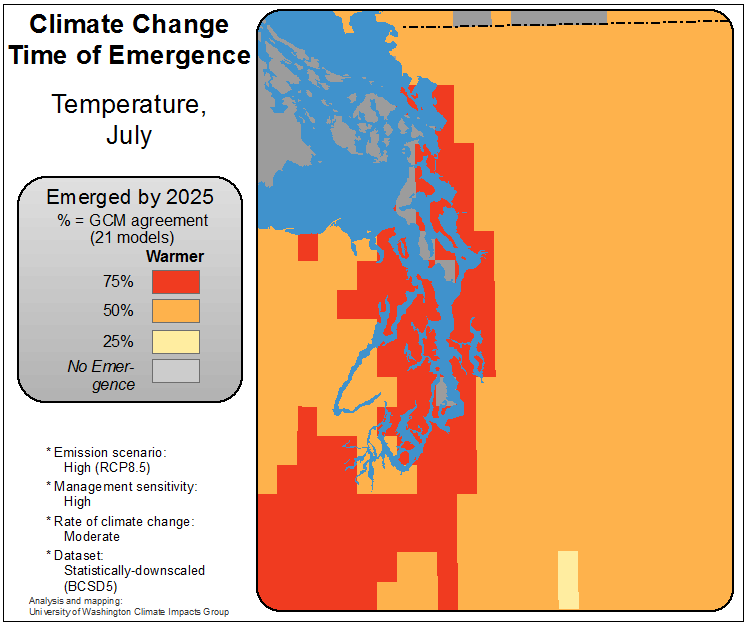 Climate Change
Time of Emergence
Temperature,
July
Emerged by 2025
% = GCM agreement
(21 models)
Warmer
75%
50%
25%
No Emer-
gence
* Emission scenario:
High (RCP8.5)
* Management sensitivity:
High
* Rate of climate change:
Moderate
* Dataset:
Statistically-downscaled
(BCSD5)
Analysis and mapping:
University of Washington Climate Impacts Group